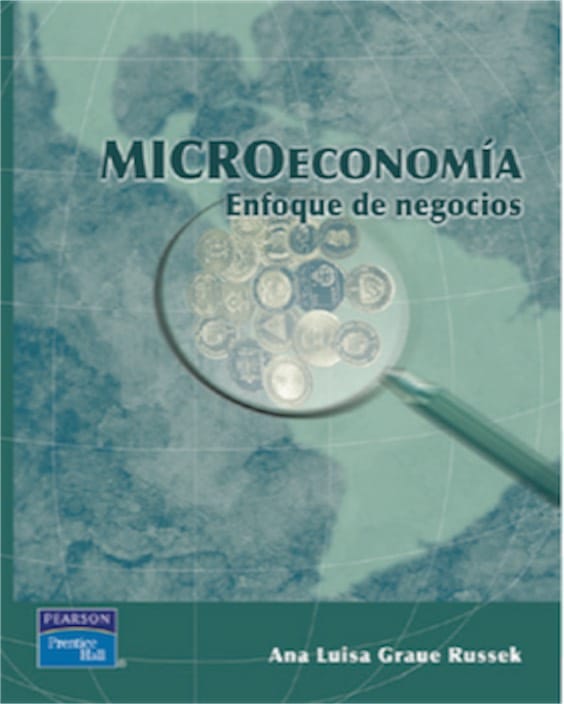 MICROECONOMÍA
Enfoque de negocios
PEARSON
Prentice
Hall
Ana Luisa Graue Russek